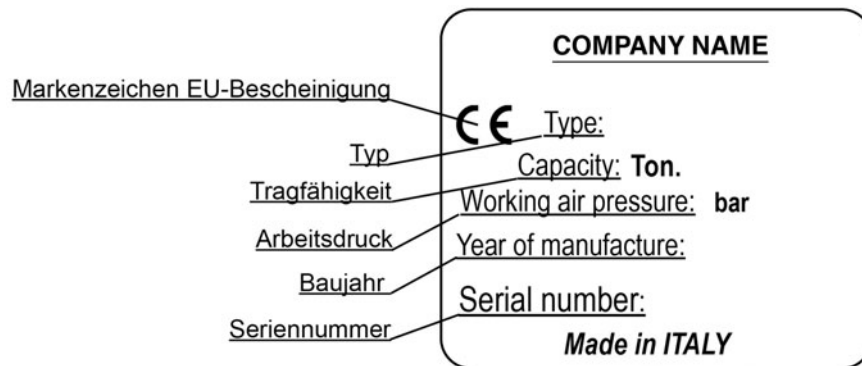 COMPANY NAME
Markenzeichen EU-Bescheinigung
CE Type:
Typ
Capacity: Ton.
Tragfähigkeit
Working air pressure: bar
Arbeitsdruck
Year of manufacture:
Baujahr
Serial number:
Seriennummer
Made in ITALY